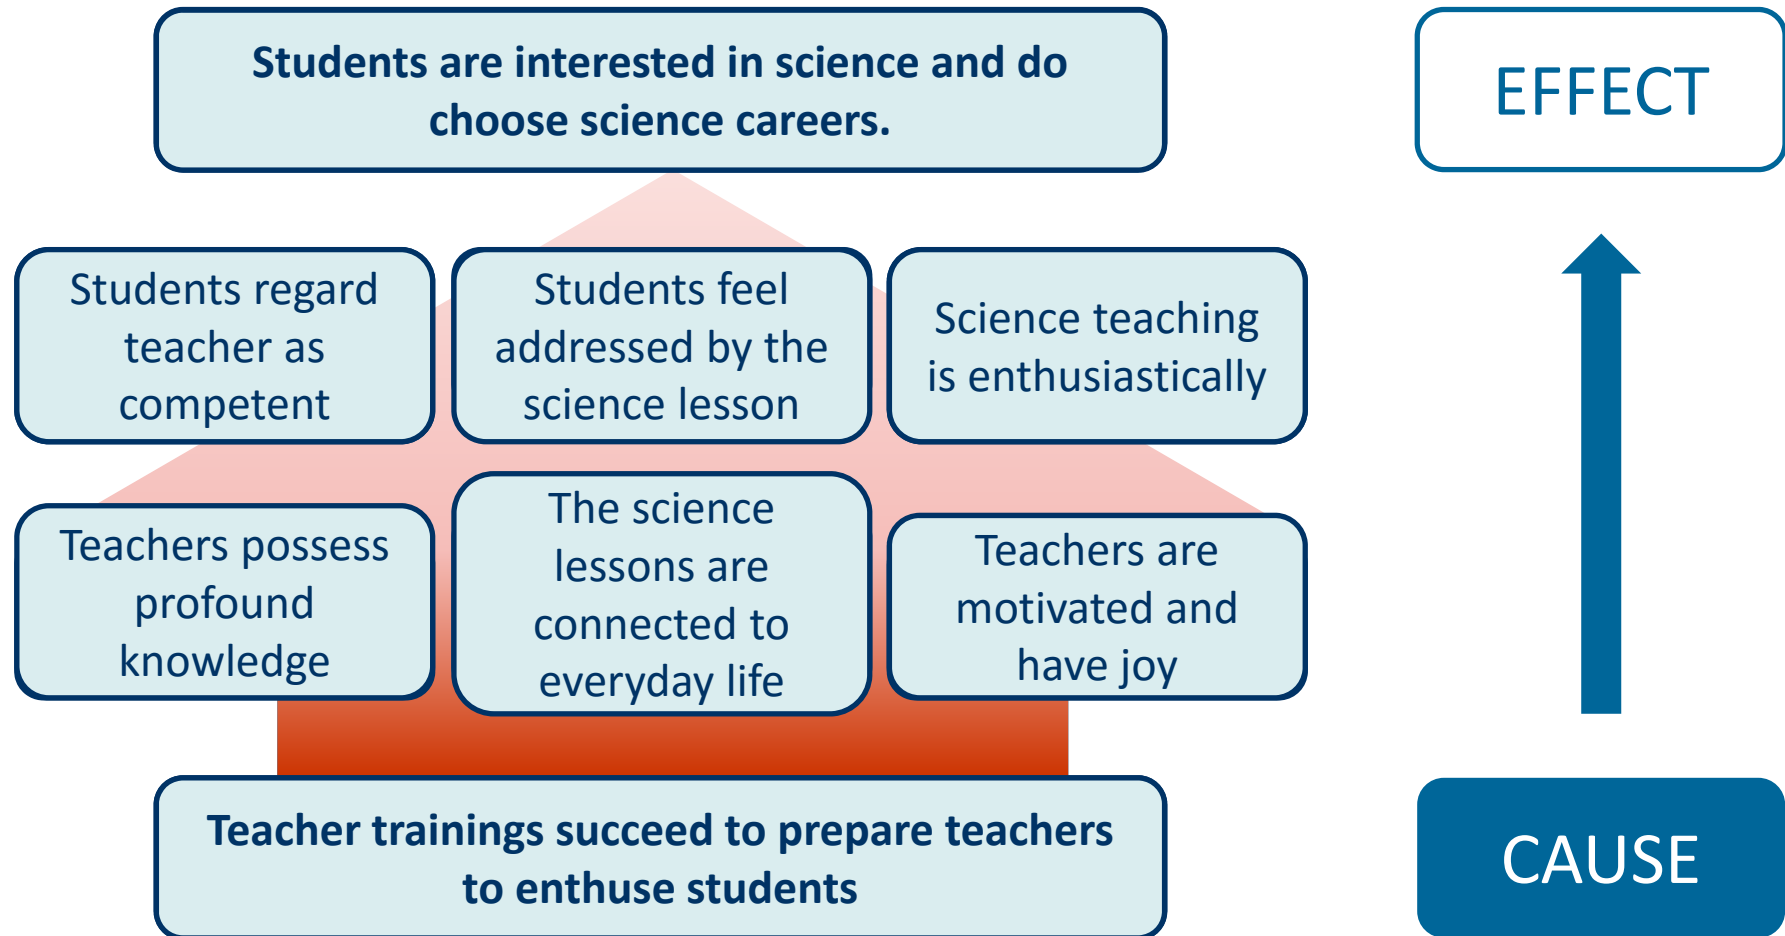 Students are interested in science and do
choose science careers.
EFFECT
Students regard
teacher as
competent
Students feel
addressed by the
science lesson
Science teaching
is enthusiastically
Teachers possess
profound
knowledge
The science
lessons are
connected to
everyday life
Teachers are
motivated and
have joy
Teacher trainings succeed to prepare teachers
to enthuse students
CAUSE